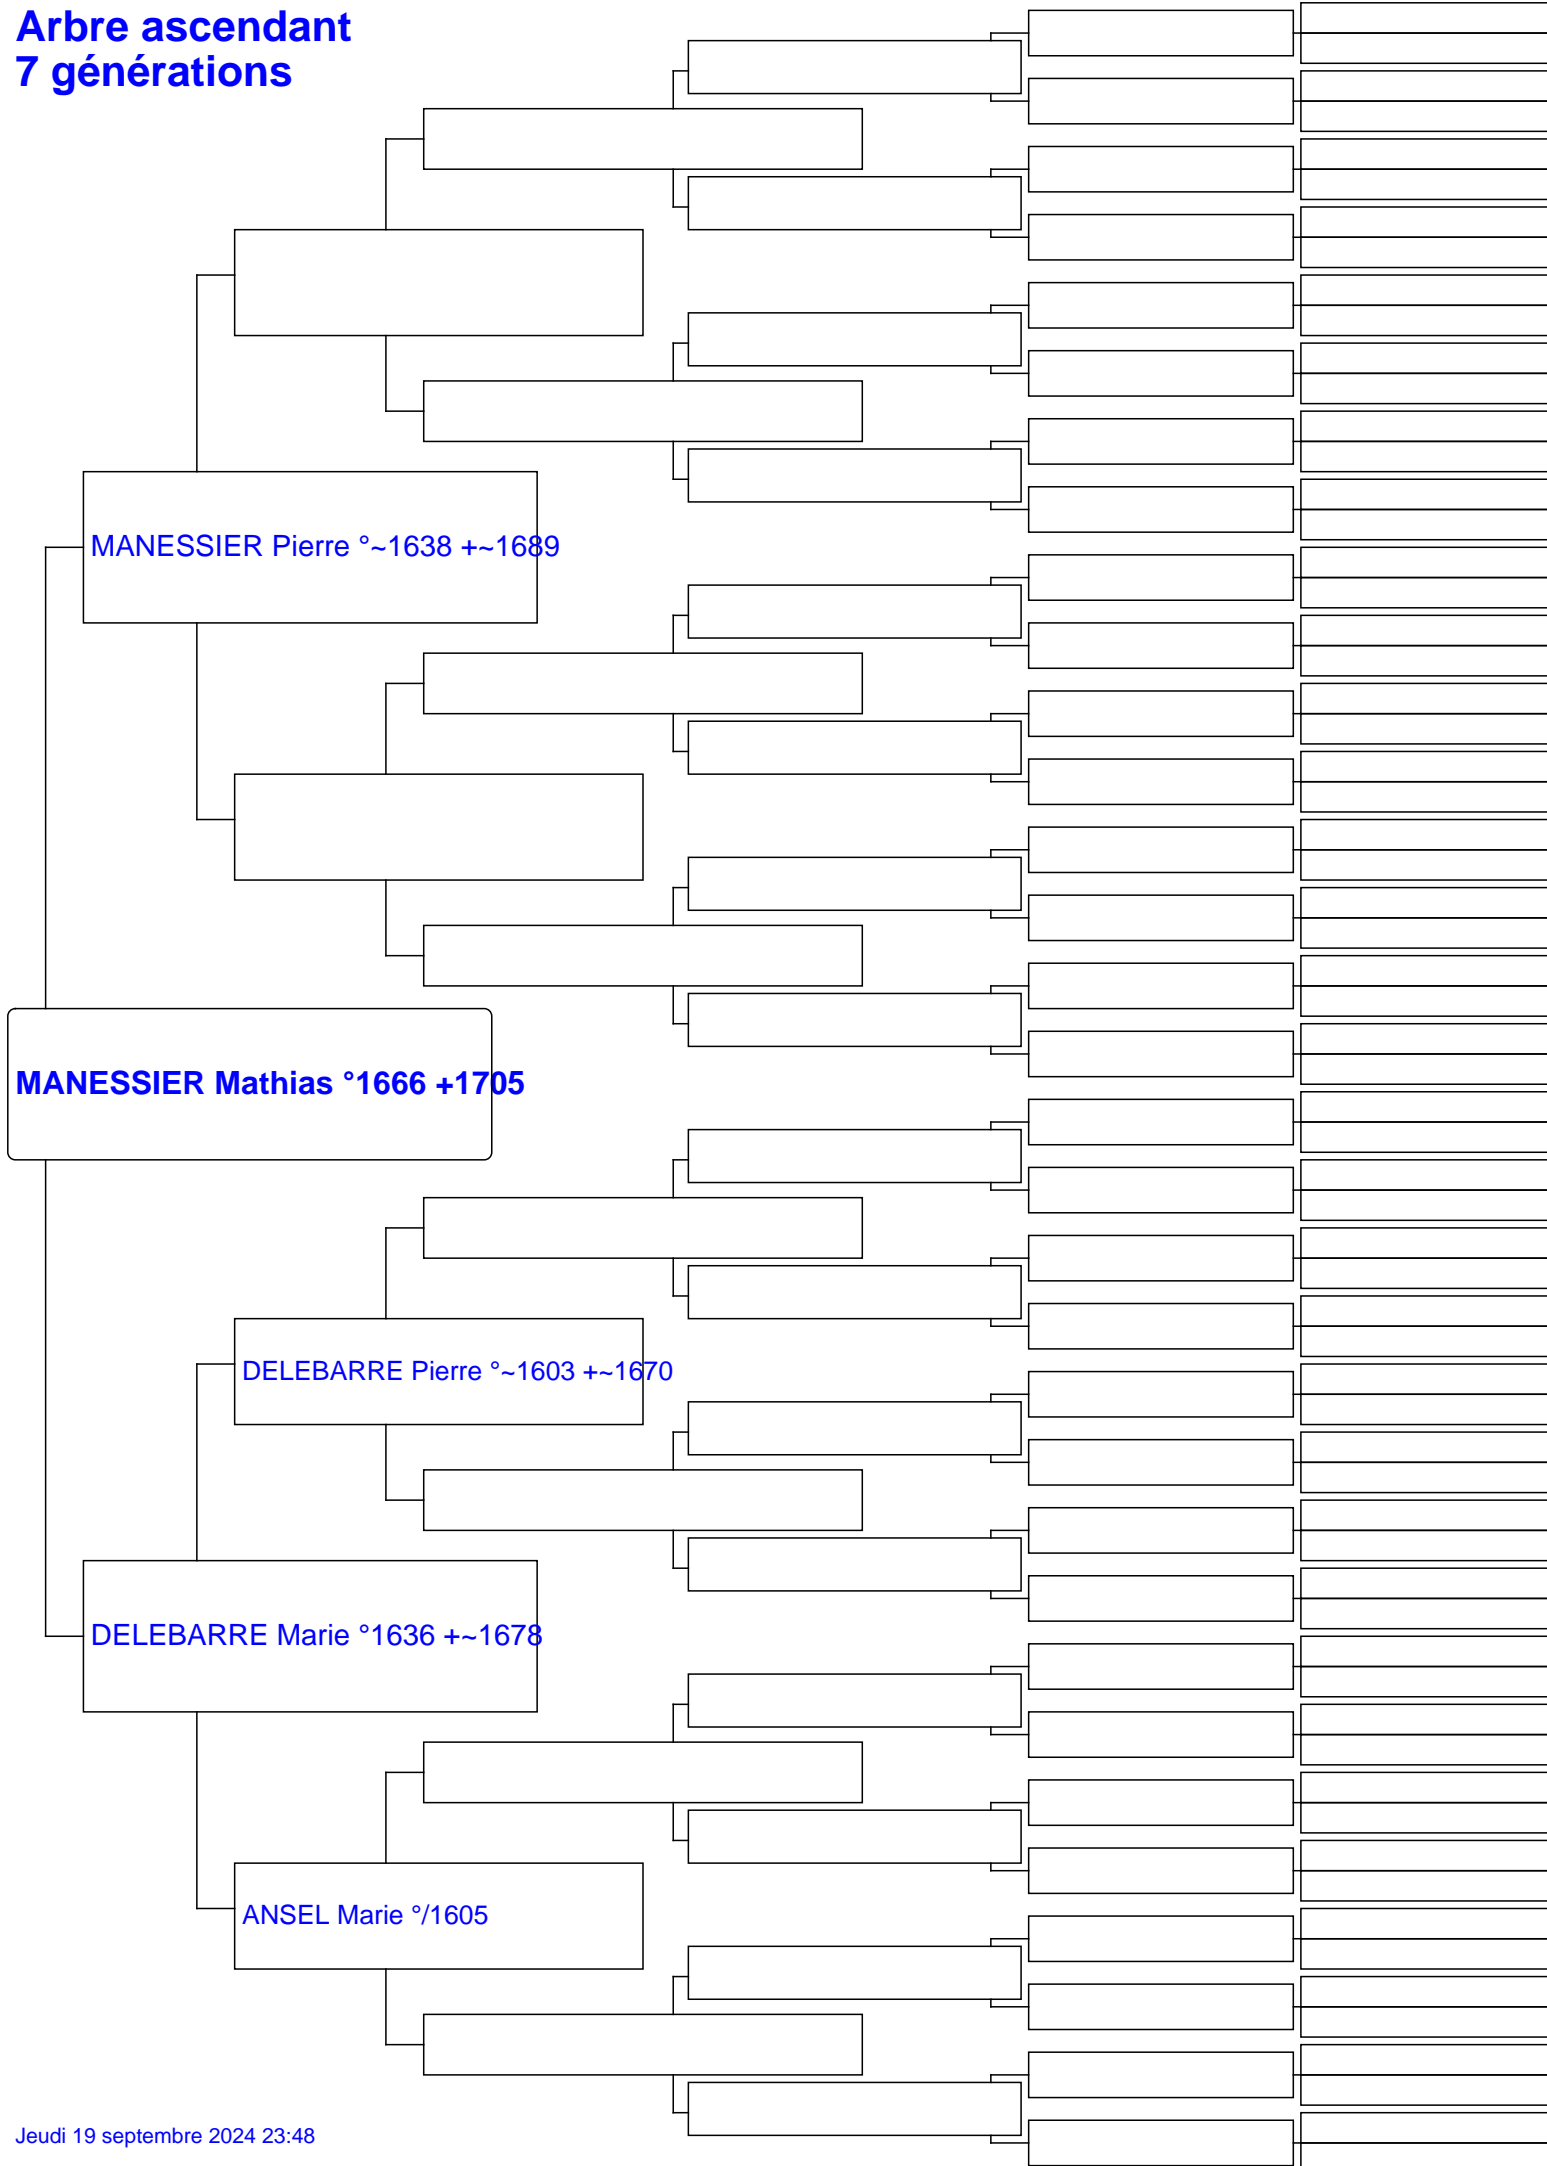 Arbre ascendant
7 générations
MANESSIER Pierre °~1638 +~1689
MANESSIER Mathias °1666 +1705
DELEBARRE Pierre °~1603 +~1670
DELEBARRE Marie °1636 +~1678
ANSEL Marie °/1605
Jeudi 19 septembre 2024 23:48